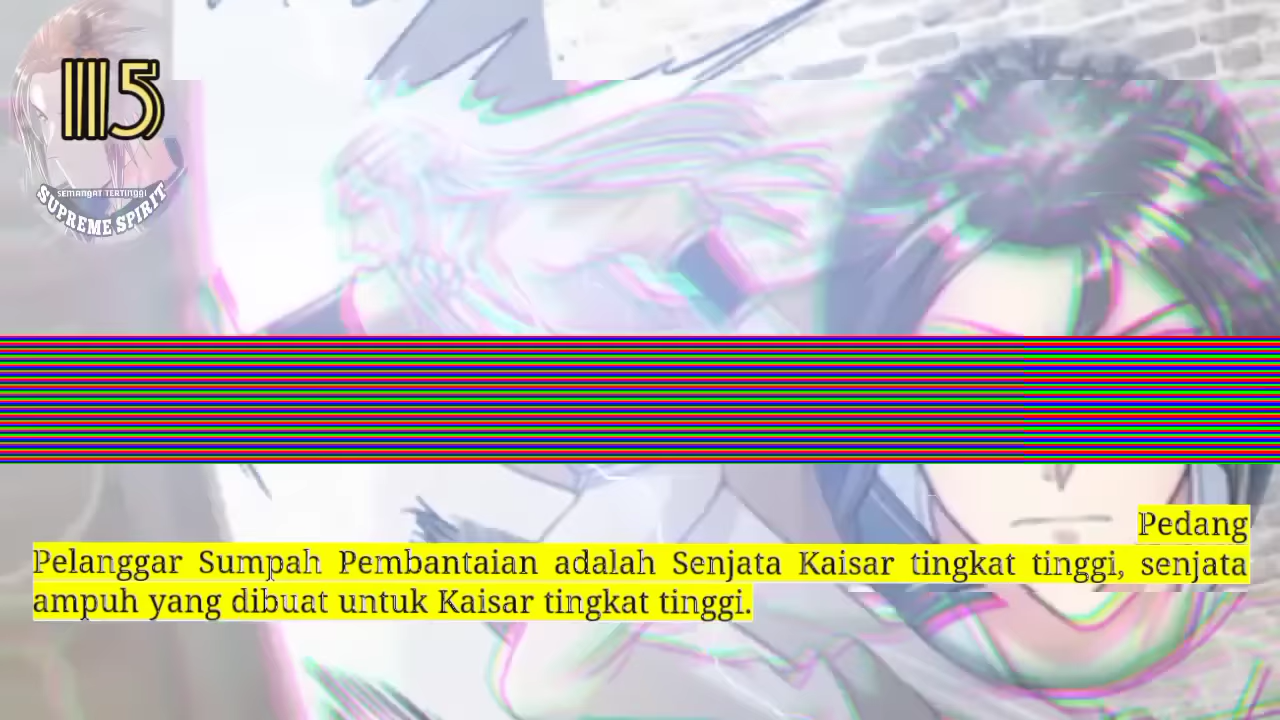 115
SEMANGAT TERTINGGI
SUPREME SPIRIT
Pedang
Pelanggar Sumpah Pembantaian adalah Senjata Kaisar tingkat tinggi, senjata
ampuh yang dibuat untuk Kaisar tingkat tinggi.